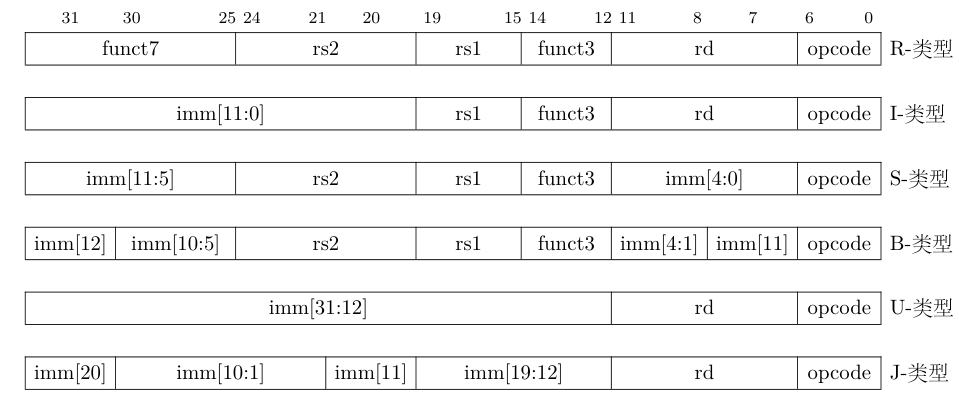 31 30 25 24 21 20 19 15 14 12 11 8 7 6 0
funct7 rs2 rs1 funct3 rd opcode R-类型
imm[11:0] rs1 funct3 rd opcode I-类型
imm[11:5] rs2 rs1 funct3 imm[4:0] opcode S-类型
imm[12] imm[10:5] rs2 rs1 funct3 imm[4:1] imm[11] opcode B-类型
imm[31:12] rd opcode U-类型
imm[20] imm[10:1] imm[11] imm[19:12] rd opcode J-类型